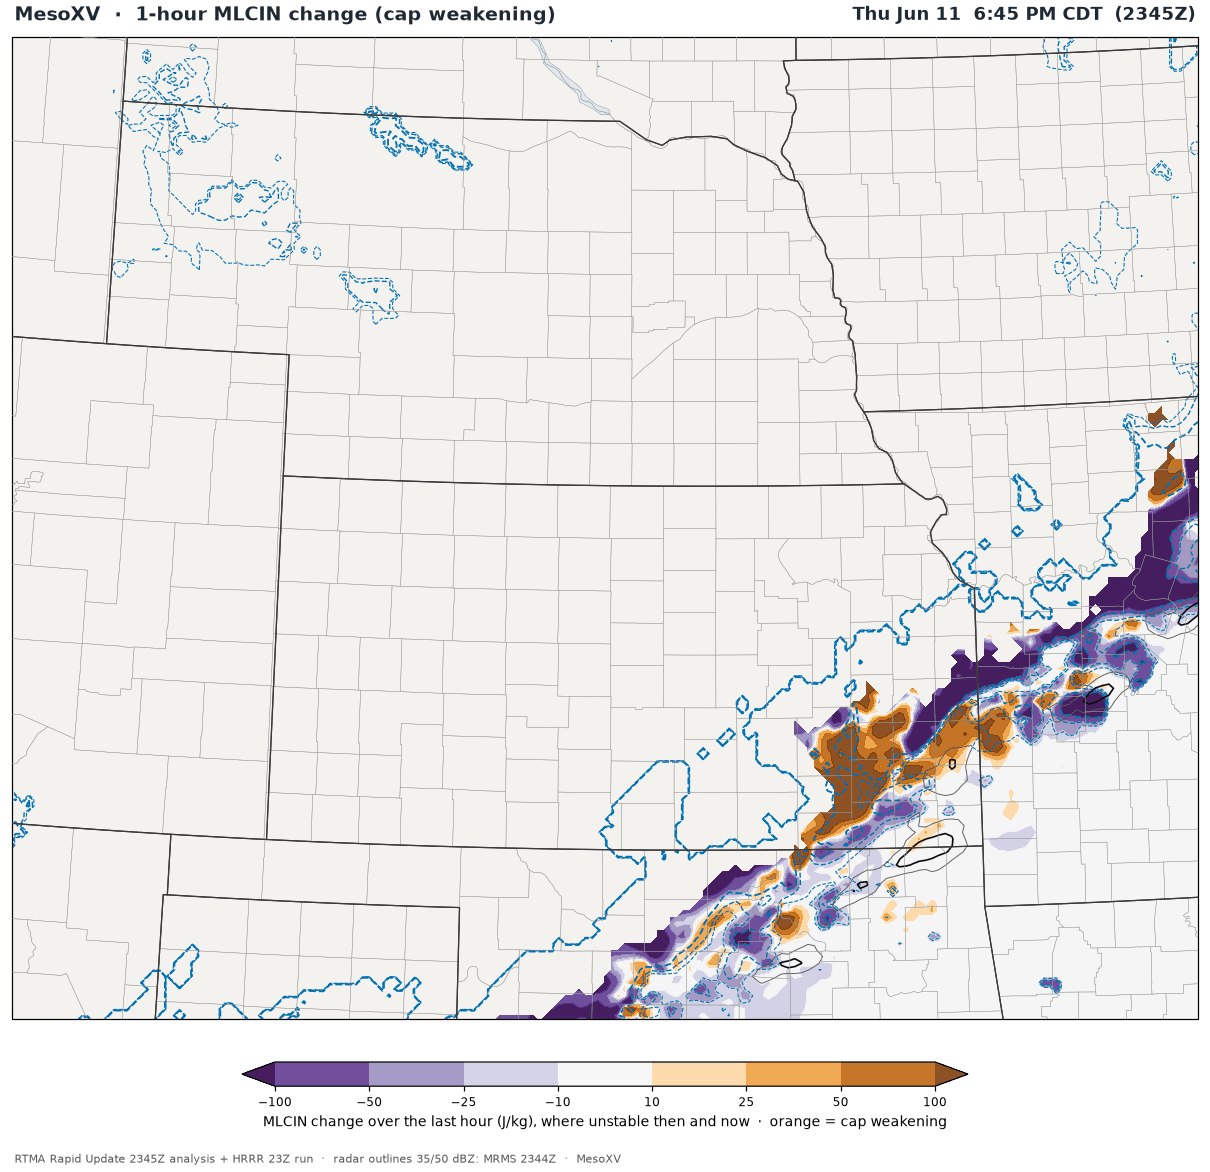 MesoXV · 1-hour MLCIN change (cap weakening)
Thu Jun 11 6:45 PM CDT (2345Z)
−100 −50 −25 −10 10 25 50 100
MLCIN change over the last hour (J/kg), where unstable then and now · orange = cap weakening
RTMA Rapid Update 2345Z analysis + HRRR 23Z run · radar outlines 35/50 dBZ: MRMS 2344Z · MesoXV